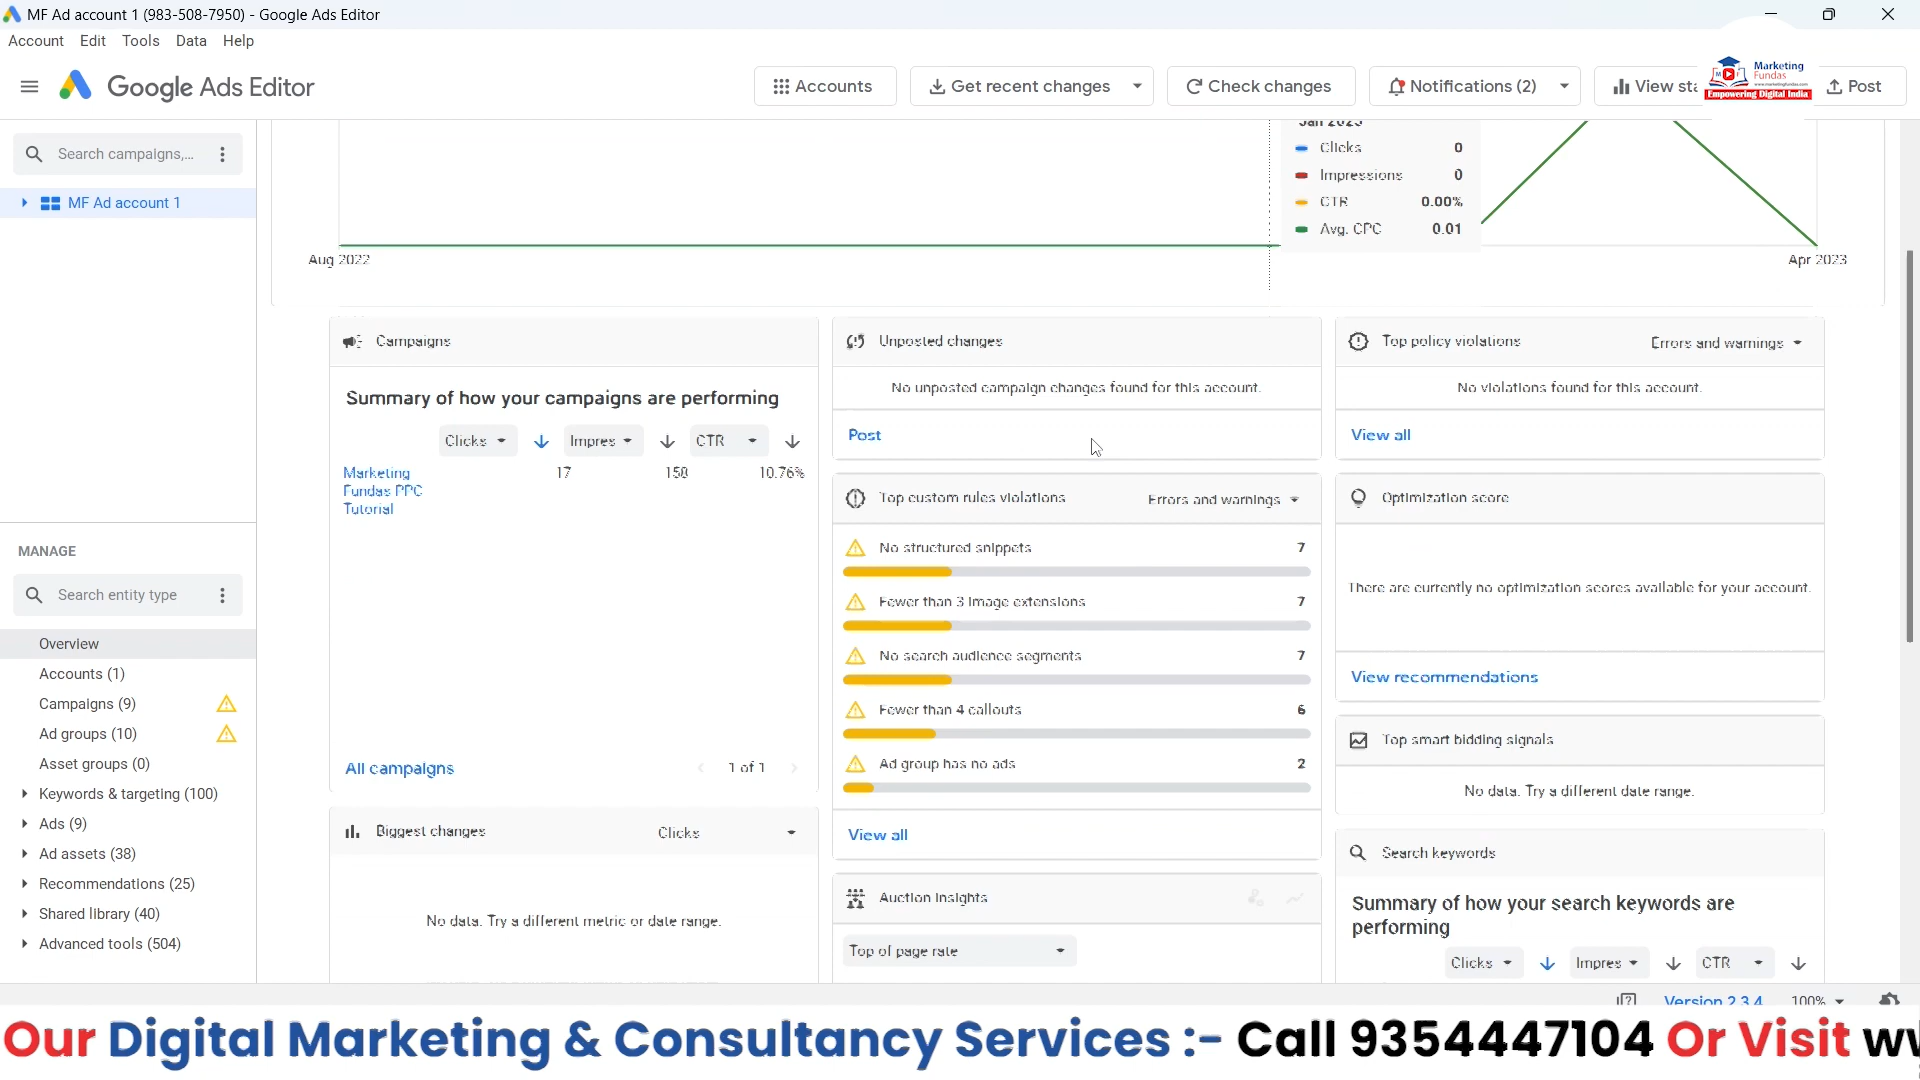 MF Ad account 1 (983-508-7950) - Google Ads Editor
Account Edit Tools Data Help
Google Ads Editor
Accounts
Get recent changes
Check changes
Notifications (2)
View sta
Marketing
Fundas
Empowering Digital India
Post
Search campaigns,...
MF Ad account 1
Jan 2023
Clicks 0
Impressions 0
CTR 0.00%
Avg. CPC 0.01
Aug 2022
Apr 2023
Campaigns
Summary of how your campaigns are performing
Clicks Impres CTR
Marketing 17 158 10.76%
Fundas PPC
Tutorial
All campaigns
1 of 1
Biggest changes Clicks
No data. Try a different metric or date range.
Unposted changes
No unposted campaign changes found for this account.
Post
Top custom rules violations Errors and warnings
No structured snippets 7
Fewer than 3 image extensions 7
No search audience segments 7
Fewer than 4 callouts 6
Ad group has no ads 2
View all
Auction insights
Top of page rate
Top policy violations Errors and warnings
No violations found for this account.
View all
Optimization score
There are currently no optimization scores available for your account.
View recommendations
Top smart bidding signals
No data. Try a different date range.
Search keywords
Summary of how your search keywords are
performing
Clicks Impres CTR
MANAGE
Search entity type
Overview
Accounts (1)
Campaigns (9)
Ad groups (10)
Asset groups (0)
Keywords & targeting (100)
Ads (9)
Ad assets (38)
Recommendations (25)
Shared library (40)
Advanced tools (504)
Version 2.3.4 100%
Our Digital Marketing & Consultancy Services :- Call 9354447104 Or Visit ww